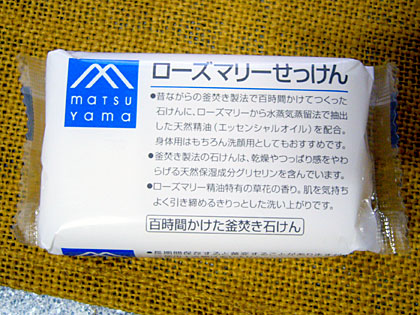 matsu
yama
ローズマリーせっけん
●昔ながらの釜焚き製法で百時間かけてつくった
石けんに、ローズマリーから水蒸気蒸留法で抽出
した天然精油（エッセンシャルオイル）を配合。
身体用はもちろん洗顔用としてもおすすめです。
●釜焚き製法の石けんは、乾燥やつっぱり感をやわ
らげる天然保湿成分グリセリンを含んでいます。
●ローズマリー精油特有の草花の香り。肌を気持ち
よく引き締めるきりっとした洗い上がりです。
百時間かけた釜焚き石けん